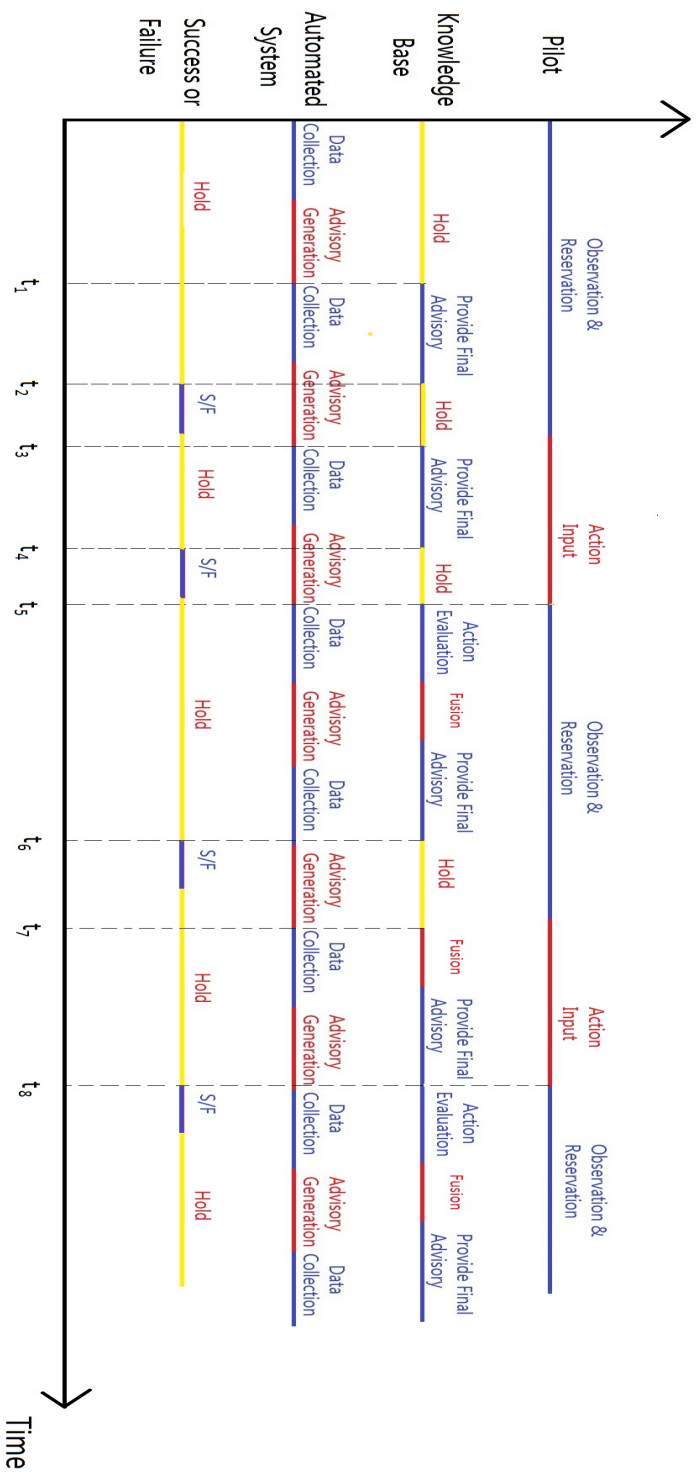 Pilot
Observation &
Reservation
Action
Input
Observation &
Reservation
Action
Input
Observation &
Reservation
Knowledge
Base
Hold
Provide Final
Advisory
Hold
Provide Final
Advisory
Hold
Action
Evaluation
Fusion
Provide Final
Advisory
Hold
Fusion
Provide Final
Advisory
Action
Evaluation
Fusion
Provide Final
Advisory
Automated
System
Data
Collection
Advisory
Generation
Data
Collection
Advisory
Generation
Data
Collection
Advisory
Generation
Data
Collection
Advisory
Generation
Data
Collection
Advisory
Generation
Data
Collection
Advisory
Generation
Data
Collection
Advisory
Generation
Data
Collection
Success or
Failure
Hold
S/F
Hold
S/F
Hold
S/F
Hold
S/F
Hold
t1
t2
t3
t4
t5
t6
t7
t8
Time